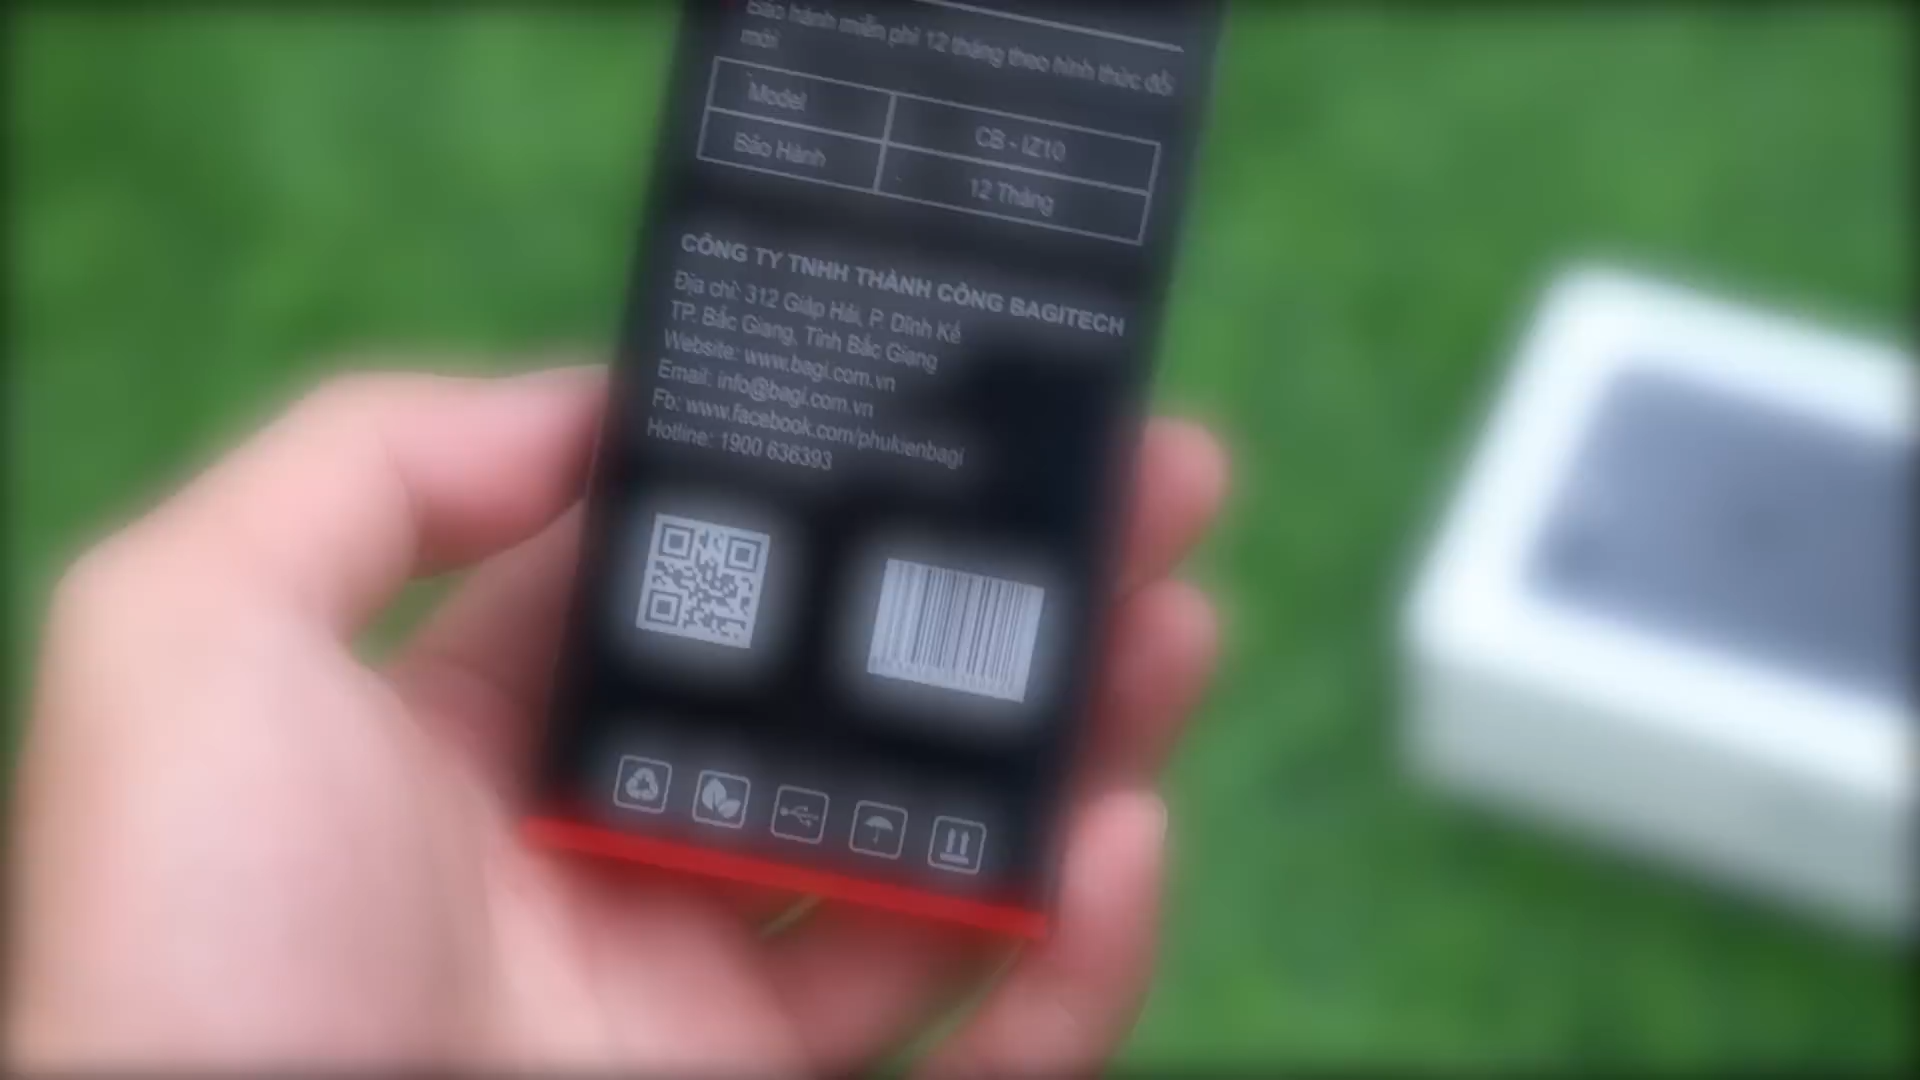 Bảo hành miễn phí 12 tháng theo hình thức đổi
mới
Model
CB - IZ10
Bảo Hành
12 Tháng
CÔNG TY TNHH THÀNH CÔNG BAGITECH
Địa chỉ: 312 Giáp Hải, P. Dĩnh Kế
TP. Bắc Giang, Tỉnh Bắc Giang
Website: www.bagi.com.vn
Email: info@bagi.com.vn
Fb: www.facebook.com/phukienbagi
Hotline: 1900 636393